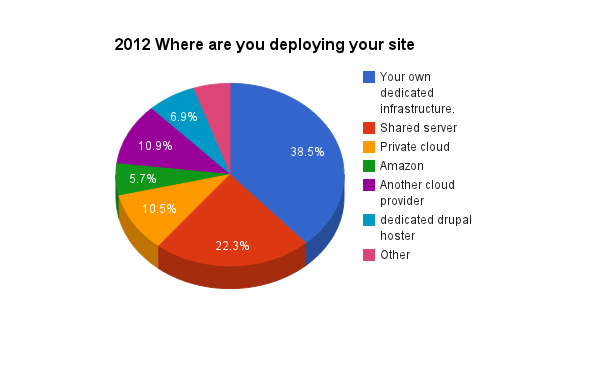 2012 Where are you deploying your site
Your own
dedicated
infrastructure.
Shared server
Private cloud
Amazon
Another cloud
provider
dedicated drupal
hoster
Other
38.5%
22.3%
10.5%
5.7%
10.9%
6.9%